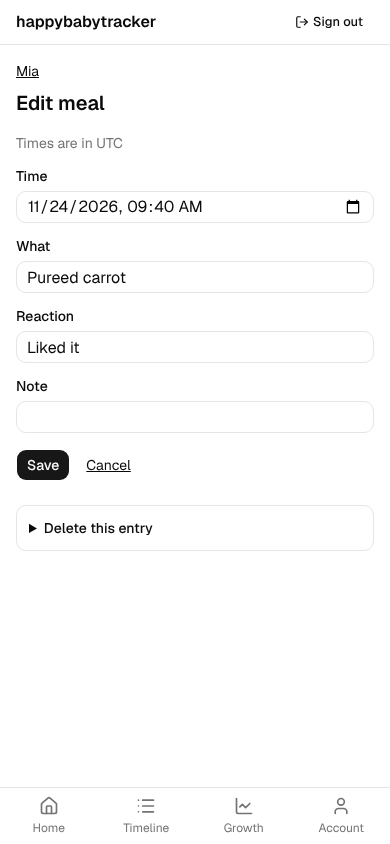 happybabytracker
Sign out
Mia
Edit meal
Times are in UTC
Time
11/24/2026, 09:40 AM
What
Pureed carrot
Reaction
Liked it
Note
Save Cancel
Delete this entry
Home Timeline Growth Account